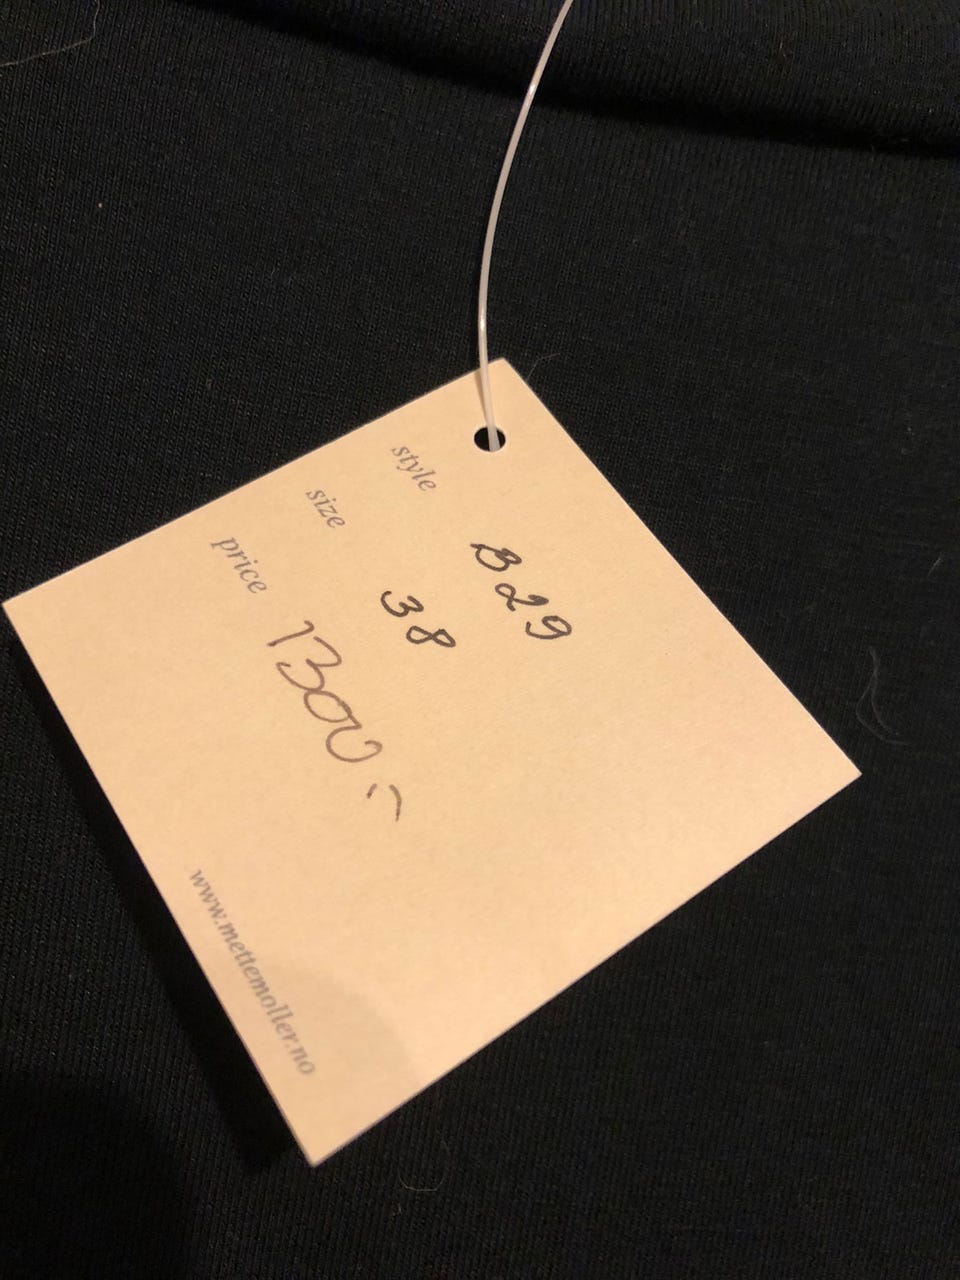 style B29
size 38
price 1300:-
www.mettemoller.no